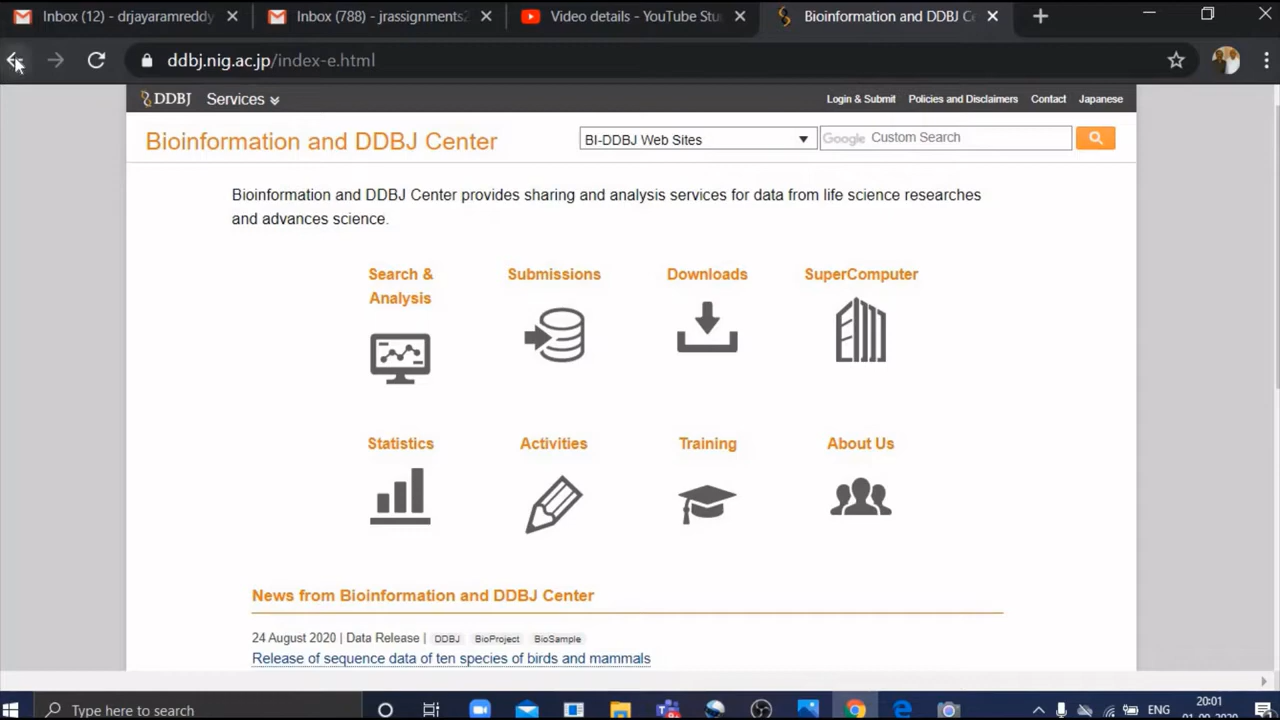 Inbox (12) - drjayaramreddy
Inbox (788) - jrassignments2
Video details - YouTube Stu
Bioinformation and DDBJ Ce
ddbj.nig.ac.jp/index-e.html
DDBJ Services
Login & Submit Policies and Disclaimers Contact Japanese
Bioinformation and DDBJ Center
BI-DDBJ Web Sites
Google Custom Search
Bioinformation and DDBJ Center provides sharing and analysis services for data from life science researches
and advances science.
Search &
Analysis
Submissions
Downloads
SuperComputer
Statistics
Activities
Training
About Us
News from Bioinformation and DDBJ Center
24 August 2020 | Data Release | DDBJ BioProject BioSample
Release of sequence data of ten species of birds and mammals
Type here to search
ENG
20:01
01-09-2020